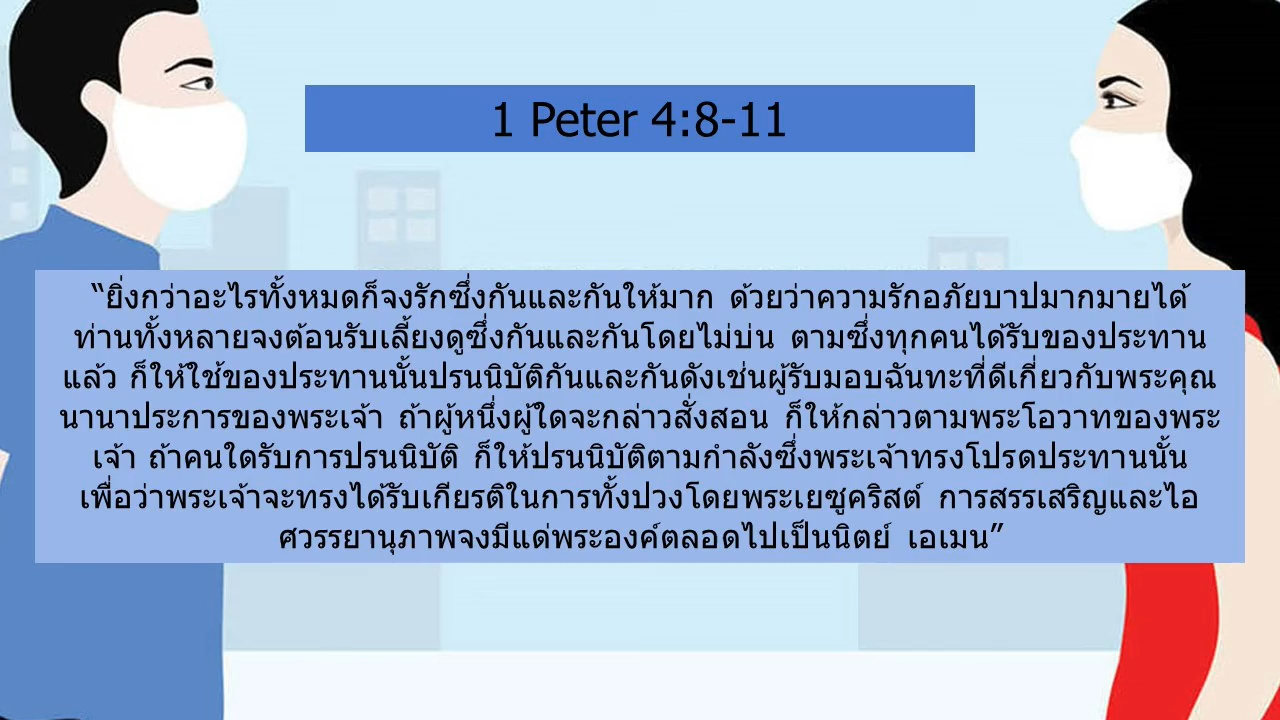 1 Peter 4:8-11
“ยิ่งกว่าอะไรทั้งหมดก็จงรักซึ่งกันและกันให้มาก ด้วยว่าความรักอภัยบาปมากมายได้
ท่านทั้งหลายจงต้อนรับเลี้ยงดูซึ่งกันและกันโดยไม่บ่น ตามซึ่งทุกคนได้รับของประทาน
แล้ว ก็ให้ใช้ของประทานนั้นปรนนิบัติกันและกันดังเช่นผู้รับมอบฉันทะที่ดีเกี่ยวกับพระคุณ
นานาประการของพระเจ้า ถ้าผู้หนึ่งผู้ใดจะกล่าวสั่งสอน ก็ให้กล่าวตามพระโอวาทของพระ
เจ้า ถ้าคนใดรับการปรนนิบัติ ก็ให้ปรนนิบัติตามกำลังซึ่งพระเจ้าทรงโปรดประทานนั้น
เพื่อว่าพระเจ้าจะทรงได้รับเกียรติในการทั้งปวงโดยพระเยซูคริสต์ การสรรเสริญและไอ
ศวรรยานุภาพจงมีแด่พระองค์ตลอดไปเป็นนิตย์ เอเมน”